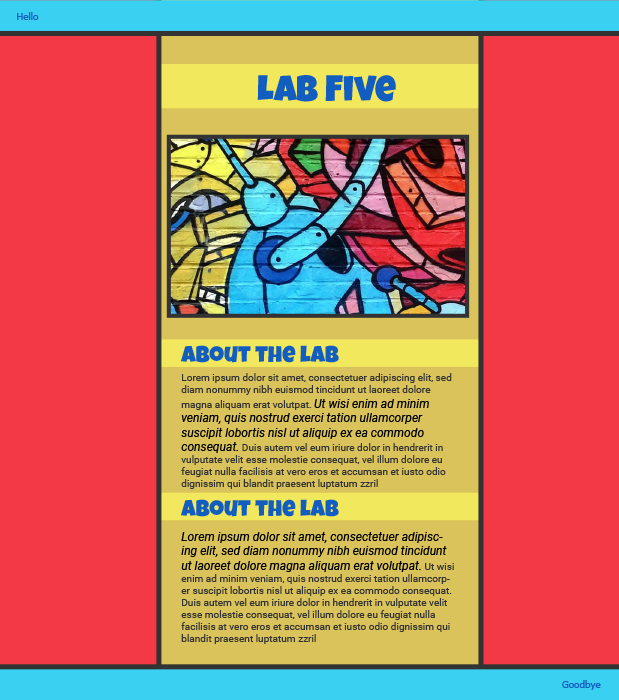 Hello
LAB FIVE
ABOUT THE LAB
Lorem ipsum dolor sit amet, consectetuer adipiscing elit, sed
diam nonummy nibh euismod tincidunt ut laoreet dolore
magna aliquam erat volutpat. Ut wisi enim ad minim
veniam, quis nostrud exerci tation ullamcorper
suscipit lobortis nisl ut aliquip ex ea commodo
consequat. Duis autem vel eum iriure dolor in hendrerit in
vulputate velit esse molestie consequat, vel illum dolore eu
feugiat nulla facilisis at vero eros et accumsan et iusto odio
dignissim qui blandit praesent luptatum zzril
ABOUT THE LAB
Lorem ipsum dolor sit amet, consectetuer adipisc-
ing elit, sed diam nonummy nibh euismod tincidunt
ut laoreet dolore magna aliquam erat volutpat. Ut wisi
enim ad minim veniam, quis nostrud exerci tation ullamcorp-
er suscipit lobortis nisl ut aliquip ex ea commodo consequat.
Duis autem vel eum iriure dolor in hendrerit in vulputate velit
esse molestie consequat, vel illum dolore eu feugiat nulla
facilisis at vero eros et accumsan et iusto odio dignissim qui
blandit praesent luptatum zzril
Goodbye